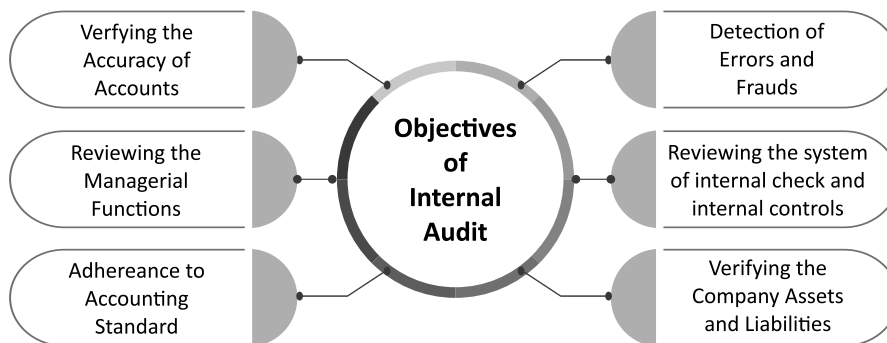 Verfying the
Accuracy of
Accounts
Reviewing the
Managerial
Functions
Adhereance to
Accounting
Standard
Objectives
of
Internal
Audit
Detection of
Errors and
Frauds
Reviewing the system
of internal check and
internal controls
Verifying the
Company Assets
and Liabilities